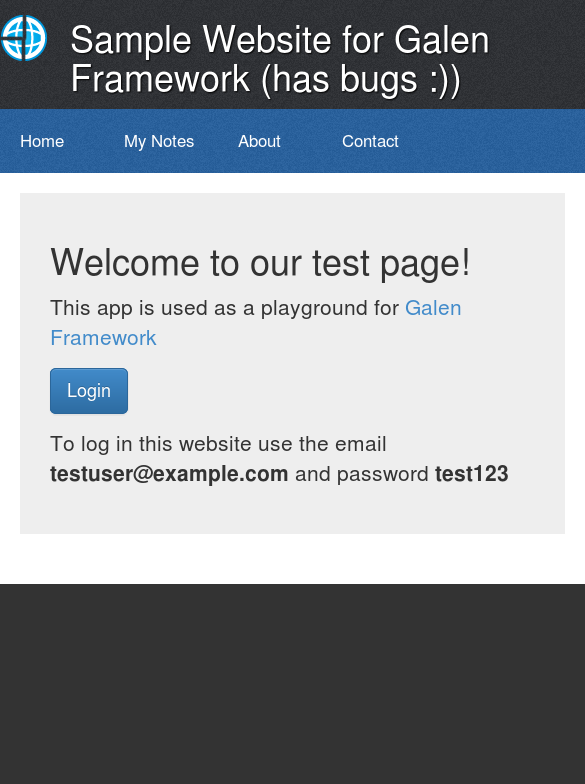 Sample Website for Galen
Framework (has bugs :))
Home My Notes About Contact
Welcome to our test page!
This app is used as a playground for Galen
Framework
Login
To log in this website use the email
testuser@example.com and password test123